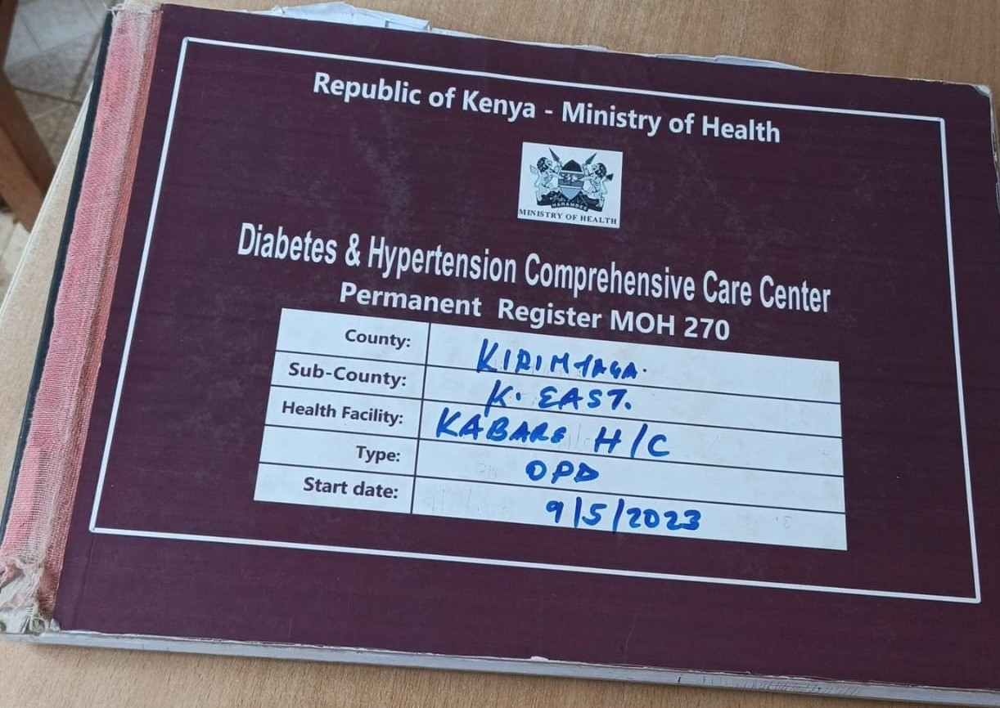 Republic of Kenya - Ministry of Health
HARAMBEE
MINISTRY OF HEALTH
Diabetes & Hypertension Comprehensive Care Center
Permanent Register MOH 270
County: KIRINYAGA.
Sub-County: K. EAST.
Health Facility: KABARE H/C
Type: OPD
Start date: 9/5/2023